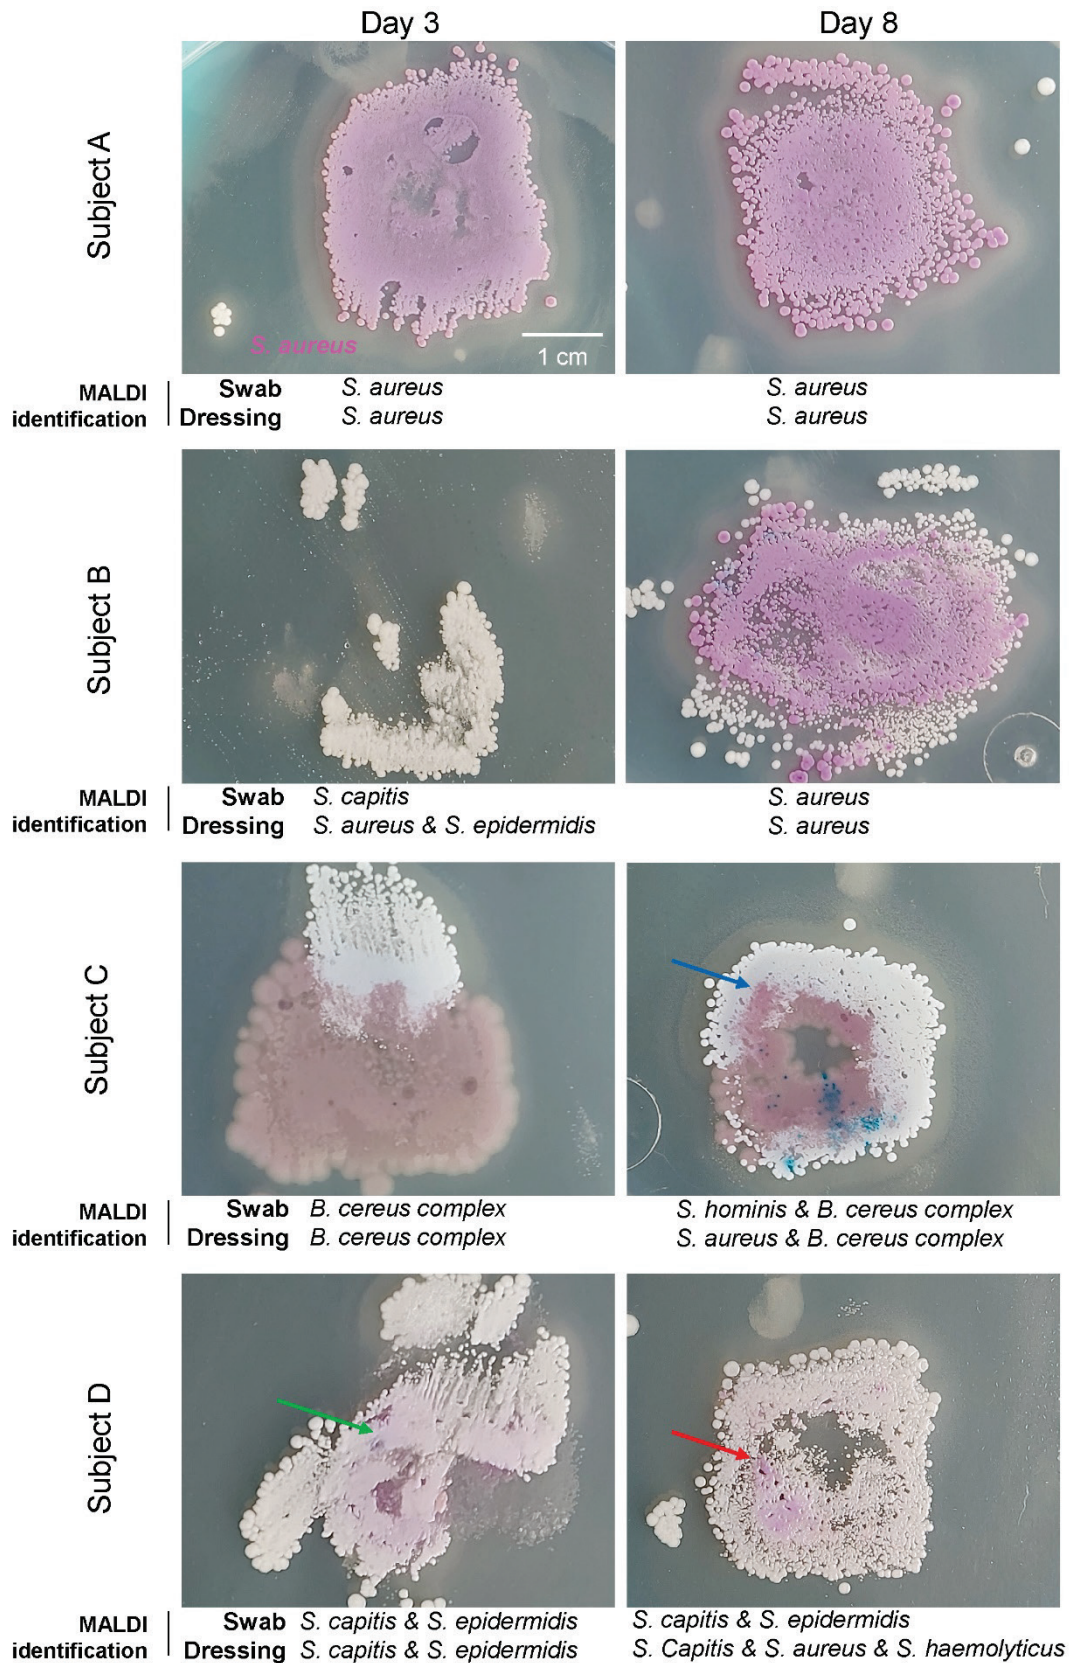 Day 3 Day 8
Subject A
S. aureus
1 cm
MALDI identification
Swab S. aureus S. aureus
Dressing S. aureus S. aureus
Subject B
MALDI identification
Swab S. capitis S. aureus
Dressing S. aureus & S. epidermidis S. aureus
Subject C
MALDI identification
Swab B. cereus complex S. hominis & B. cereus complex
Dressing B. cereus complex S. aureus & B. cereus complex
Subject D
MALDI identification
Swab S. capitis & S. epidermidis S. capitis & S. epidermidis
Dressing S. capitis & S. epidermidis S. Capitis & S. aureus & S. haemolyticus